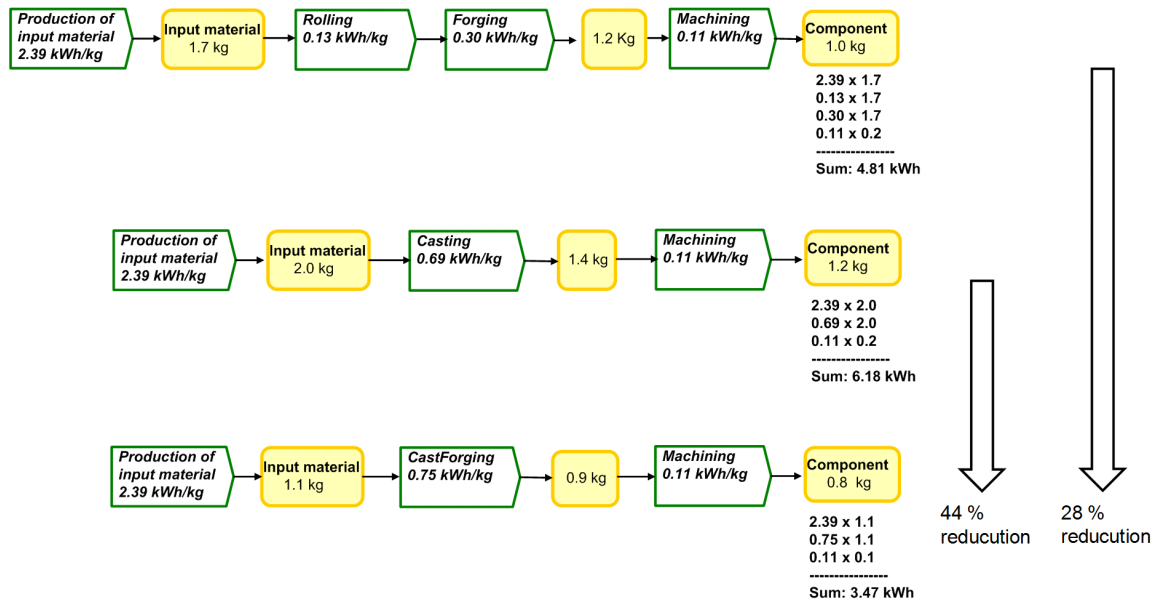 Production of
input material
2.39 kWh/kg
Input material
1.7 kg
Rolling
0.13 kWh/kg
Forging
0.30 kWh/kg
1.2 Kg
Machining
0.11 kWh/kg
Component
1.0 kg
2.39 x 1.7
0.13 x 1.7
0.30 x 1.7
0.11 x 0.2
----------------
Sum: 4.81 kWh
Production of
input material
2.39 kWh/kg
Input material
2.0 kg
Casting
0.69 kWh/kg
1.4 kg
Machining
0.11 kWh/kg
Component
1.2 kg
2.39 x 2.0
0.69 x 2.0
0.11 x 0.2
----------------
Sum: 6.18 kWh
Production of
input material
2.39 kWh/kg
Input material
1.1 kg
CastForging
0.75 kWh/kg
0.9 kg
Machining
0.11 kWh/kg
Component
0.8 kg
2.39 x 1.1
0.75 x 1.1
0.11 x 0.1
----------------
Sum: 3.47 kWh
44 %
reducution
28 %
reducution